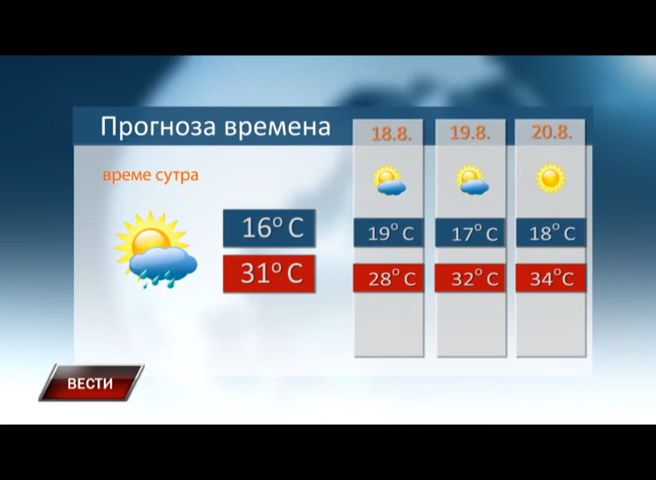 Прогноза времена
време сутра
16° C
31° C
18.8.
19° C
28° C
19.8.
17° C
32° C
20.8.
18° C
34°C
ВЕСТИ